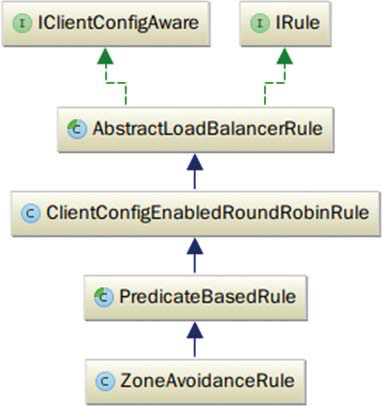 I IClientConfigAware
I IRule
C AbstractLoadBalancerRule
C ClientConfigEnabledRoundRobinRule
C PredicateBasedRule
C ZoneAvoidanceRule